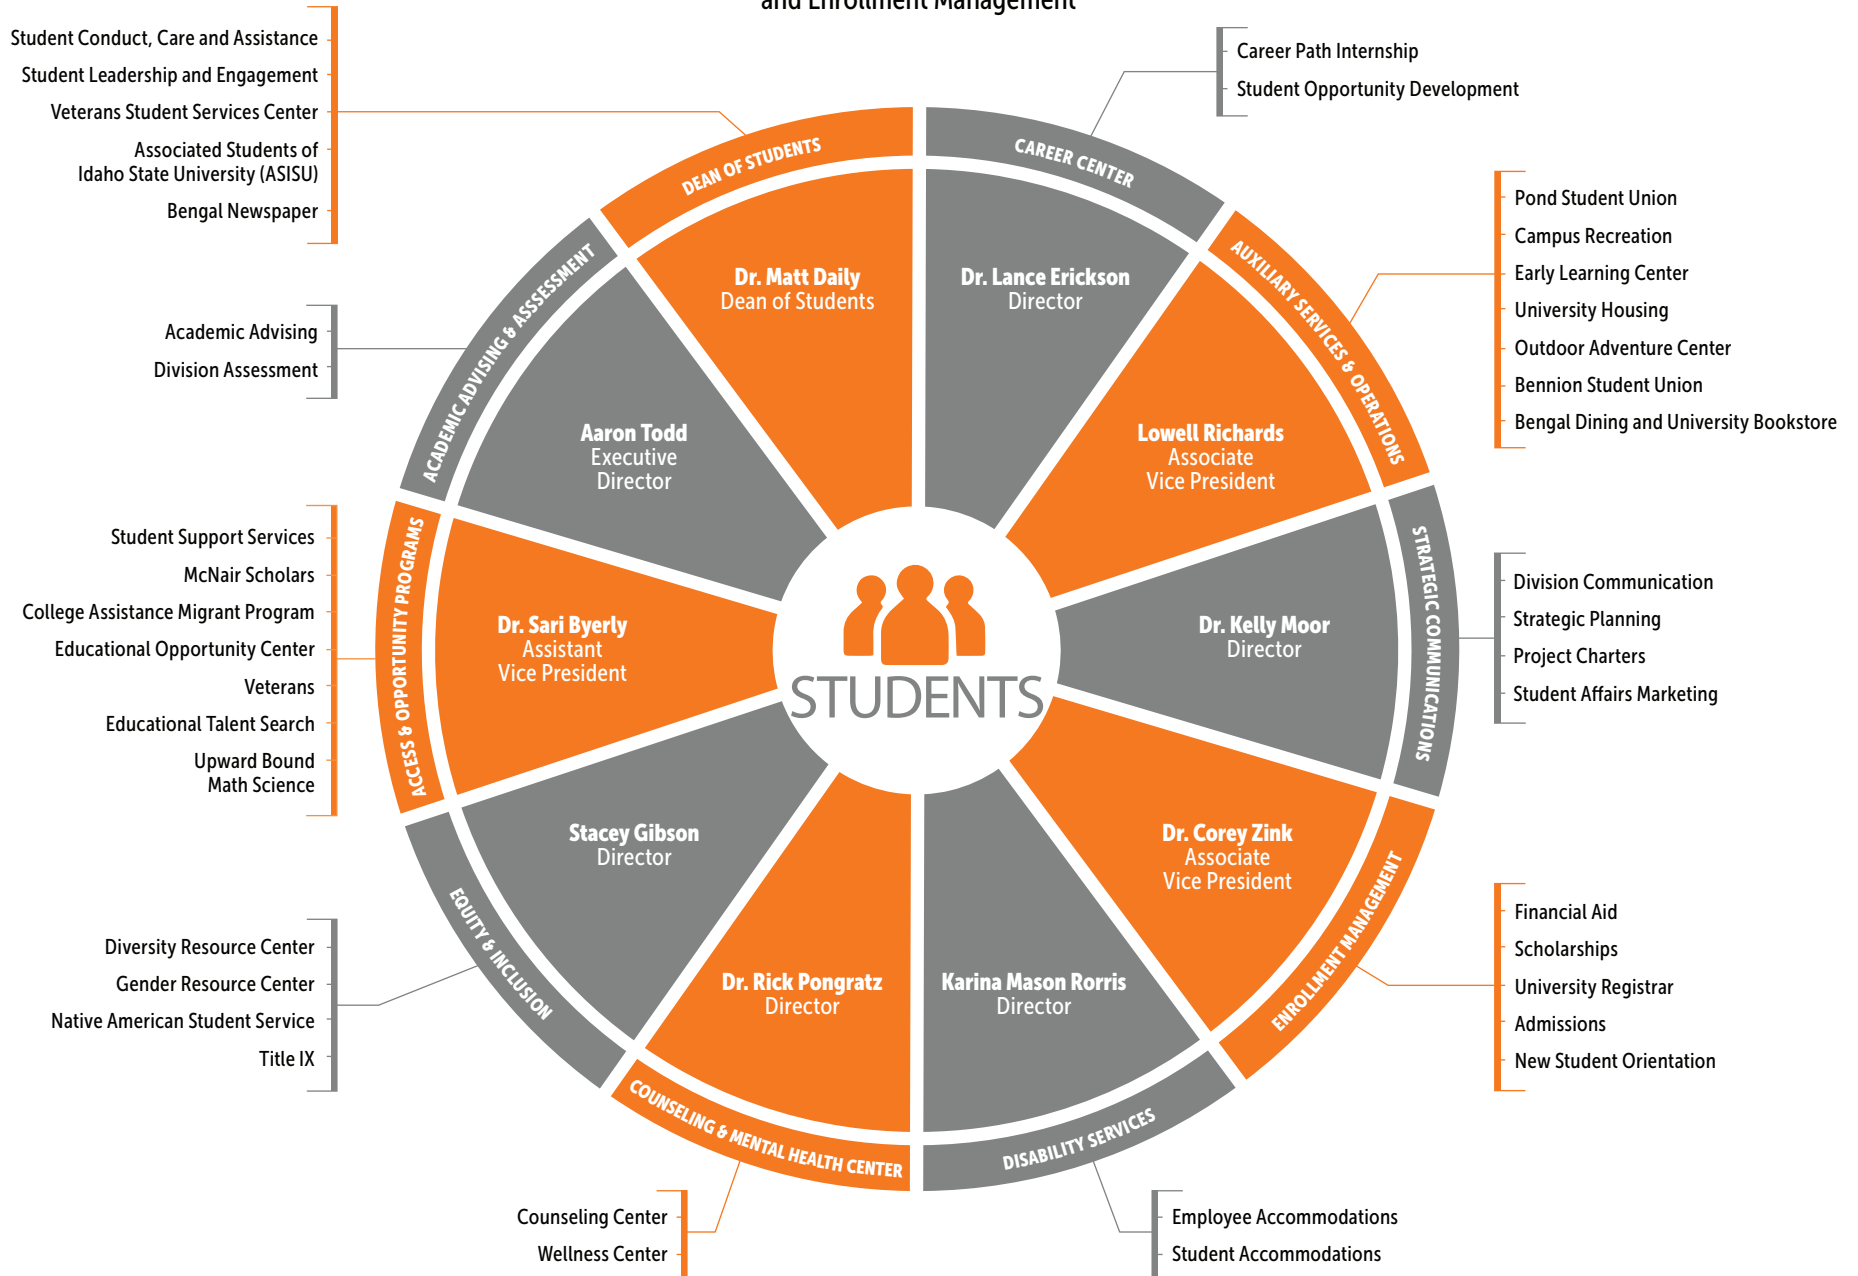 and Enrollment Management
Student Conduct, Care and Assistance
Student Leadership and Engagement
Veterans Student Services Center
Associated Students of
Idaho State University (ASISU)
Bengal Newspaper
DEAN OF STUDENTS
Dr. Matt Daily
Dean of Students
Career Path Internship
Student Opportunity Development
CAREER CENTER
Dr. Lance Erickson
Director
Pond Student Union
Campus Recreation
Early Learning Center
University Housing
Outdoor Adventure Center
Bennion Student Union
Bengal Dining and University Bookstore
AUXILIARY SERVICES & OPERATIONS
Lowell Richards
Associate
Vice President
Division Communication
Strategic Planning
Project Charters
Student Affairs Marketing
STRATEGIC COMMUNICATIONS
Dr. Kelly Moor
Director
Financial Aid
Scholarships
University Registrar
Admissions
New Student Orientation
ENROLLMENT MANAGEMENT
Dr. Corey Zink
Associate
Vice President
Employee Accommodations
Student Accommodations
DISABILITY SERVICES
Karina Mason Rorris
Director
Counseling Center
Wellness Center
COUNSELING & MENTAL HEALTH CENTER
Dr. Rick Pongratz
Director
Diversity Resource Center
Gender Resource Center
Native American Student Service
Title IX
EQUITY & INCLUSION
Stacey Gibson
Director
Student Support Services
McNair Scholars
College Assistance Migrant Program
Educational Opportunity Center
Veterans
Educational Talent Search
Upward Bound
Math Science
ACCESS & OPPORTUNITY PROGRAMS
Dr. Sari Byerly
Assistant
Vice President
Academic Advising
Division Assessment
ACADEMIC ADVISING & ASSESSMENT
Aaron Todd
Executive
Director
STUDENTS